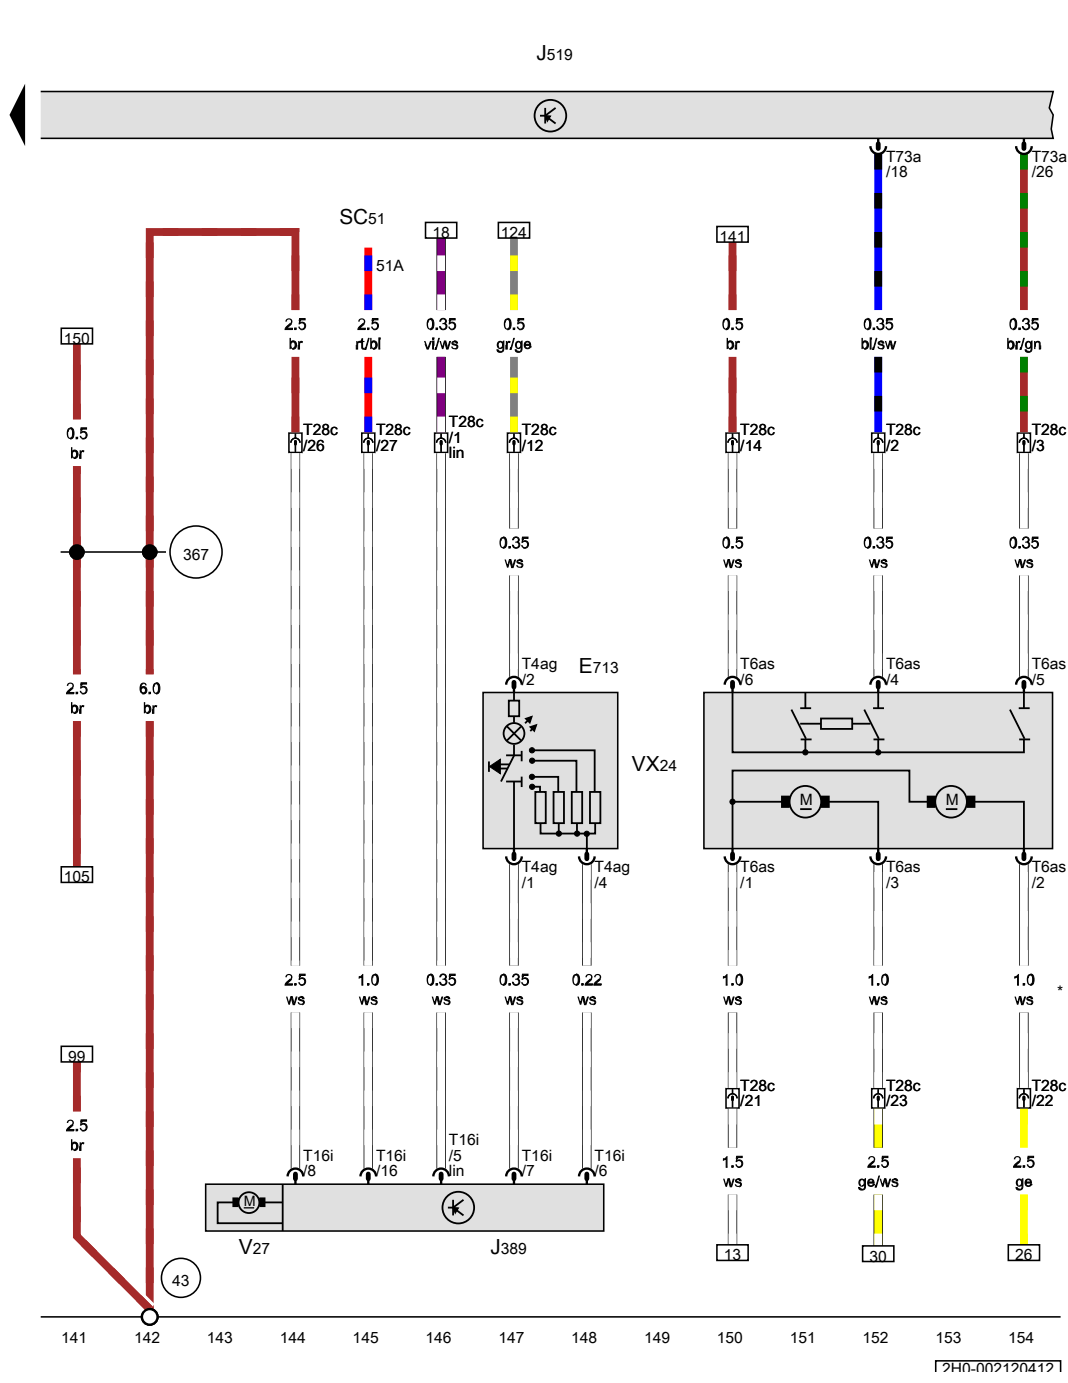 J519
T73a
/18
T73a
/26
SC51
51A
18
124
141
150
2.5
br
2.5
rt/bl
0.35
vi/ws
0.5
gr/ge
0.5
br
0.35
bl/sw
0.35
br/gn
0.5
br
T28c
/26
T28c
/27
T28c
/1
lin
T28c
/12
T28c
/14
T28c
/2
T28c
/3
367
0.35
ws
0.5
ws
0.35
ws
0.35
ws
2.5
br
6.0
br
T4ag
/2
E713
T6as
/6
T6as
/4
T6as
/5
VX24
M
M
105
T4ag
/1
T4ag
/4
T6as
/1
T6as
/3
T6as
/2
2.5
ws
1.0
ws
0.35
ws
0.35
ws
0.22
ws
1.0
ws
1.0
ws
1.0
ws
*
99
2.5
br
T28c
/21
T28c
/23
T28c
/22
T16i
/8
T16i
/16
T16i
/5
lin
T16i
/7
T16i
/6
1.5
ws
2.5
ge/ws
2.5
ge
M
V27
J389
13
30
26
43
141 142 143 144 145 146 147 148 149 150 151 152 153 154
2H0-002120412